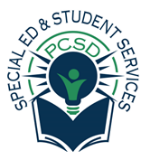 SPECIAL ED & STUDENT SERVICES
PCSD